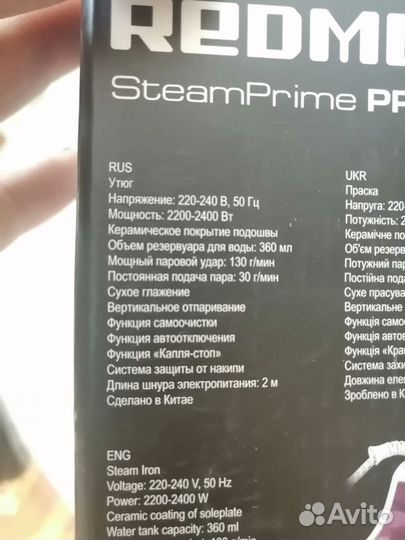 REDMO
SteamPrime PR
RUS
Утюг
Напряжение: 220-240 В, 50 Гц
Мощность: 2200-2400 Вт
Керамическое покрытие подошвы
Объем резервуара для воды: 360 мл
Мощный паровой удар: 130 г/мин
Постоянная подача пара: 30 г/мин
Сухое глажение
Вертикальное отпаривание
Функция самоочистки
Функция автоотключения
Функция «Капля-стоп»
Система защиты от накипи
Длина шнура электропитания: 2 м
Сделано в Китае
ENG
Steam Iron
Voltage: 220-240 V, 50 Hz
Power: 2200-2400 W
Ceramic coating of soleplate
Water tank capacity: 360 ml
UKR
Праска
Напруга: 220-
Потужність: 2
Керамічне по
Об'єм резерв
Потужний пар
Постійна пода
Сухе прасува
Вертикальне
Функція самоо
Функція автов
Функція «Кра
Система захи
Довжина елек
Зроблено в К
Avito